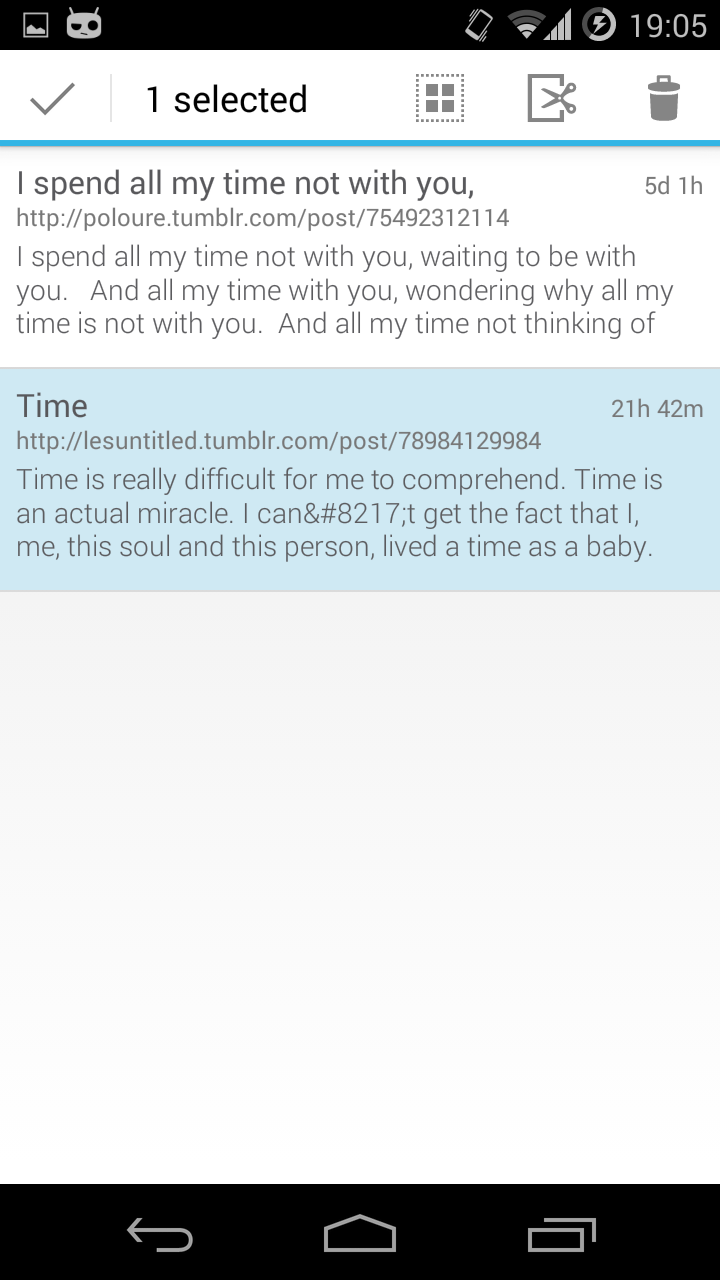 19:05
1 selected
I spend all my time not with you,
5d 1h
http://poloure.tumblr.com/post/75492312114
I spend all my time not with you, waiting to be with
you.   And all my time with you, wondering why all my
time is not with you.  And all my time not thinking of
Time
21h 42m
http://lesuntitled.tumblr.com/post/78984129984
Time is really difficult for me to comprehend. Time is
an actual miracle. I can&#8217;t get the fact that I,
me, this soul and this person, lived a time as a baby.